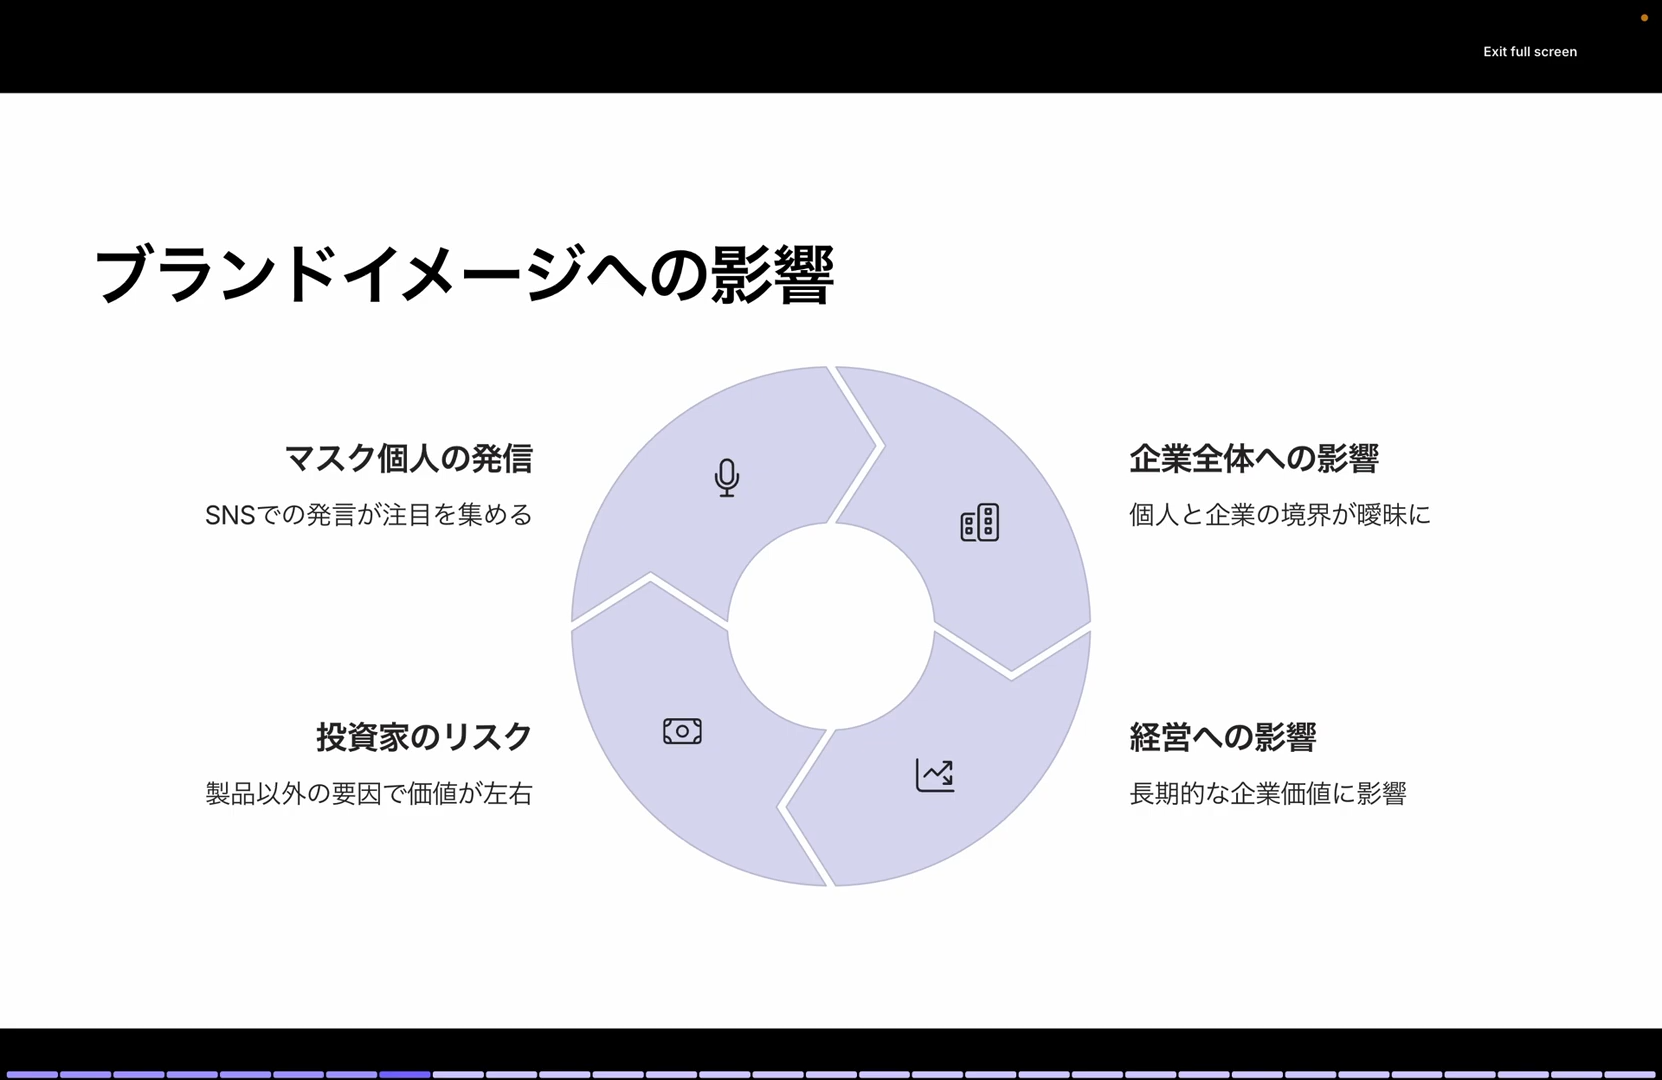 Exit full screen
ブランドイメージへの影響
マスク個人の発信
SNSでの発言が注目を集める
企業全体への影響
個人と企業の境界が曖昧に
投資家のリスク
製品以外の要因で価値が左右
経営への影響
長期的な企業価値に影響